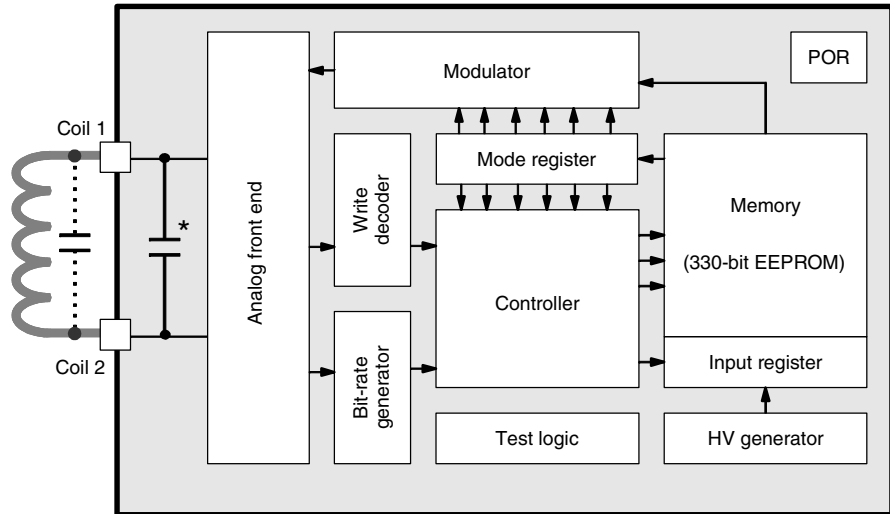 POR
Modulator
Coil 1
*
Mode register
Write
decoder
Analog front end
Memory
(330-bit EEPROM)
Controller
Coil 2
Bit-rate
generator
Input register
Test logic
HV generator